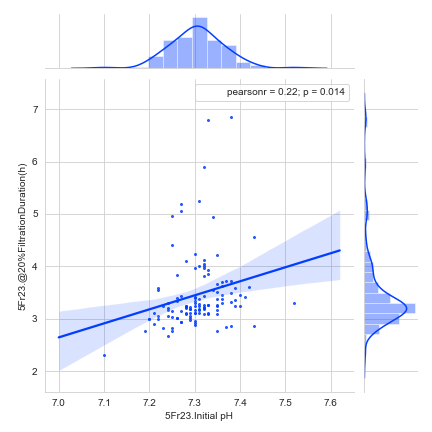 pearsonr = 0.22; p = 0.014
7
6
5
4
3
2
5Fr23.@20%FiltrationDuration(h)
7.0 7.1 7.2 7.3 7.4 7.5 7.6
5Fr23.Initial pH